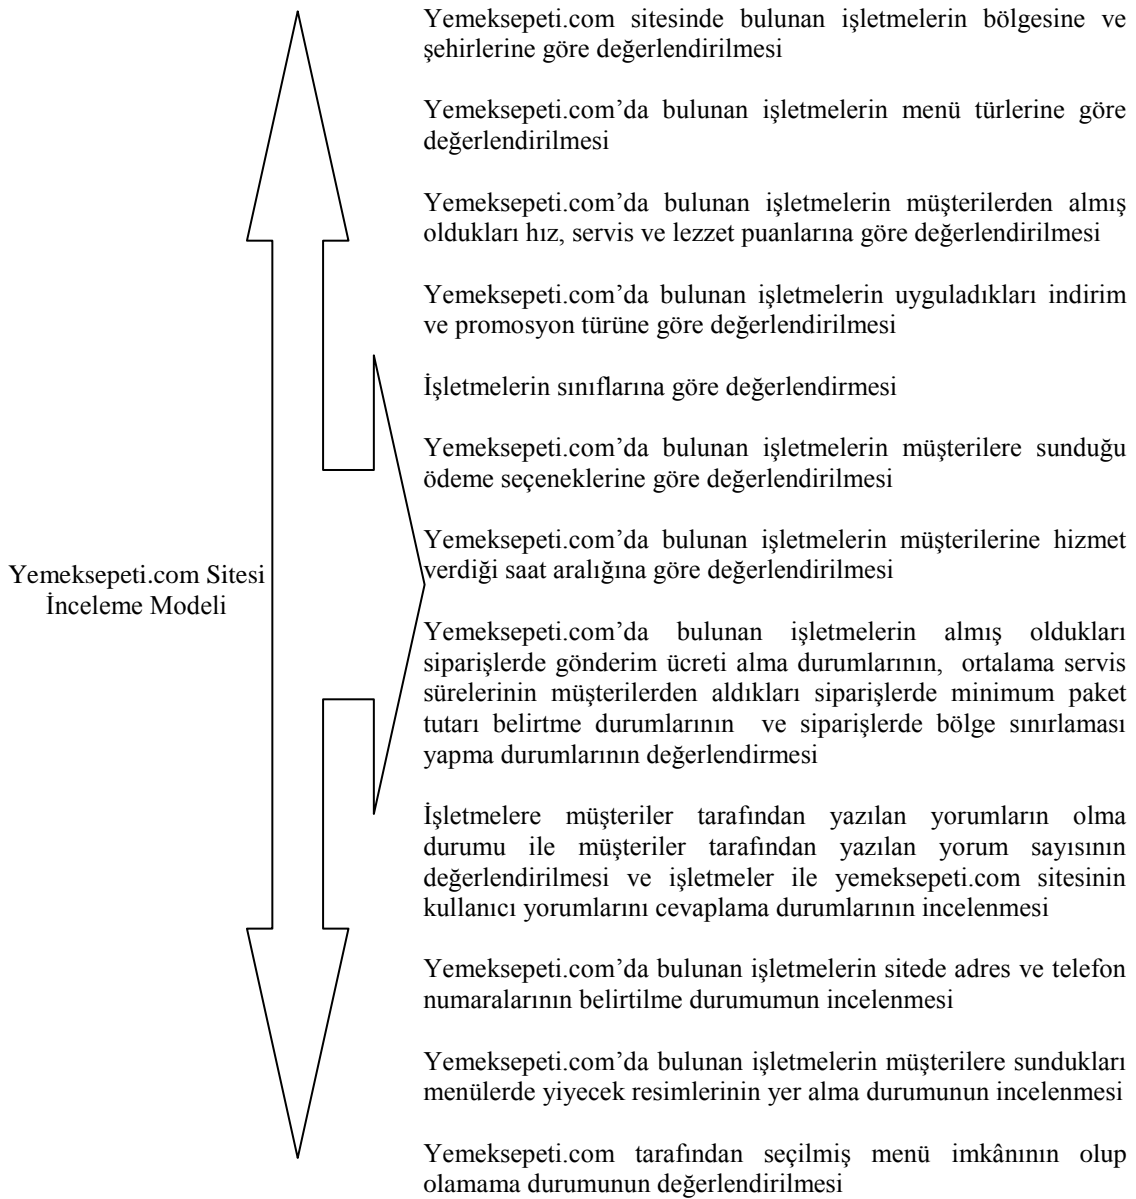 Yemeksepeti.com sitesinde bulunan işletmelerin bölgesine ve
şehirlerine göre değerlendirilmesi
Yemeksepeti.com’da bulunan işletmelerin menü türlerine göre
değerlendirilmesi
Yemeksepeti.com’da bulunan işletmelerin müşterilerden almış
oldukları hız, servis ve lezzet puanlarına göre değerlendirilmesi
Yemeksepeti.com’da bulunan işletmelerin uyguladıkları indirim
ve promosyon türüne göre değerlendirilmesi
İşletmelerin sınıflarına göre değerlendirmesi
Yemeksepeti.com’da bulunan işletmelerin müşterilere sunduğu
ödeme seçeneklerine göre değerlendirilmesi
Yemeksepeti.com’da bulunan işletmelerin müşterilerine hizmet
verdiği saat aralığına göre değerlendirilmesi
Yemeksepeti.com Sitesi
İnceleme Modeli
Yemeksepeti.com’da bulunan işletmelerin almış oldukları
siparişlerde gönderim ücreti alma durumlarının, ortalama servis
sürelerinin müşterilerden aldıkları siparişlerde minimum paket
tutarı belirtme durumlarının ve siparişlerde bölge sınırlaması
yapma durumlarının değerlendirmesi
İşletmelere müşteriler tarafından yazılan yorumların olma
durumu ile müşteriler tarafından yazılan yorum sayısının
değerlendirilmesi ve işletmeler ile yemeksepeti.com sitesinin
kullanıcı yorumlarını cevaplama durumlarının incelenmesi
Yemeksepeti.com’da bulunan işletmelerin sitede adres ve telefon
numaralarının belirtilme durumumun incelenmesi
Yemeksepeti.com’da bulunan işletmelerin müşterilere sundukları
menülerde yiyecek resimlerinin yer alma durumunun incelenmesi
Yemeksepeti.com tarafından seçilmiş menü imkânının olup
olamama durumunun değerlendirilmesi